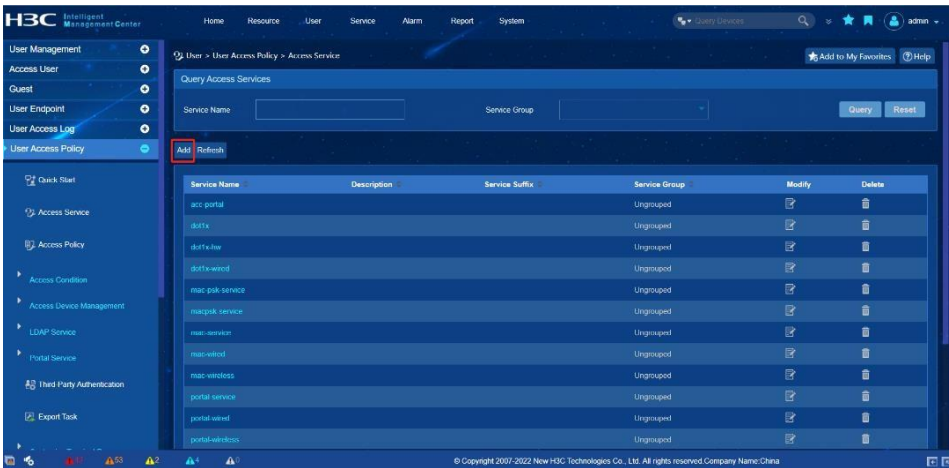 H3C Intelligent Management Center
Home Resource User Service Alarm Report System
Query Devices
admin
User Management
Access User
Guest
User Endpoint
User Access Log
User Access Policy
Quick Start
Access Service
Access Policy
Access Condition
Access Device Management
LDAP Service
Portal Service
Third-Party Authentication
Export Task
User > User Access Policy > Access Service
Add to My Favorites
Help
Query Access Services
Service Name
Service Group
Query Reset
Add Refresh
Service Name Description Service Suffix Service Group Modify Delete
acc-portal Ungrouped
dot1x Ungrouped
dot1x-hw Ungrouped
dot1x-wired Ungrouped
mac-psk-service Ungrouped
macpsk-service Ungrouped
mac-service Ungrouped
mac-wired Ungrouped
mac-wireless Ungrouped
portal-service Ungrouped
portal-wired Ungrouped
portal-wireless Ungrouped
53 2 4 0
© Copyright 2007-2022 New H3C Technologies Co., Ltd. All rights reserved.Company Name:China